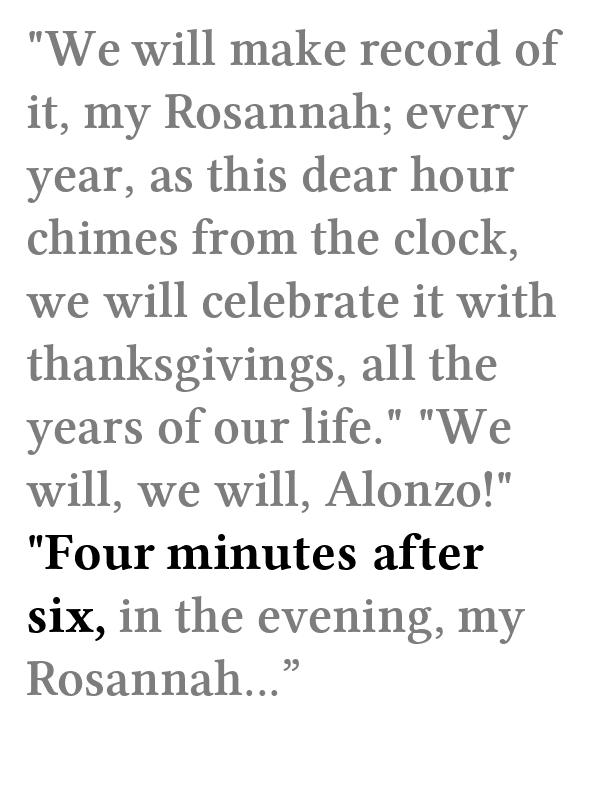 "We will make record of
it, my Rosannah; every
year, as this dear hour
chimes from the clock,
we will celebrate it with
thanksgivings, all the
years of our life." "We
will, we will, Alonzo!"
"Four minutes after
six, in the evening, my
Rosannah...”